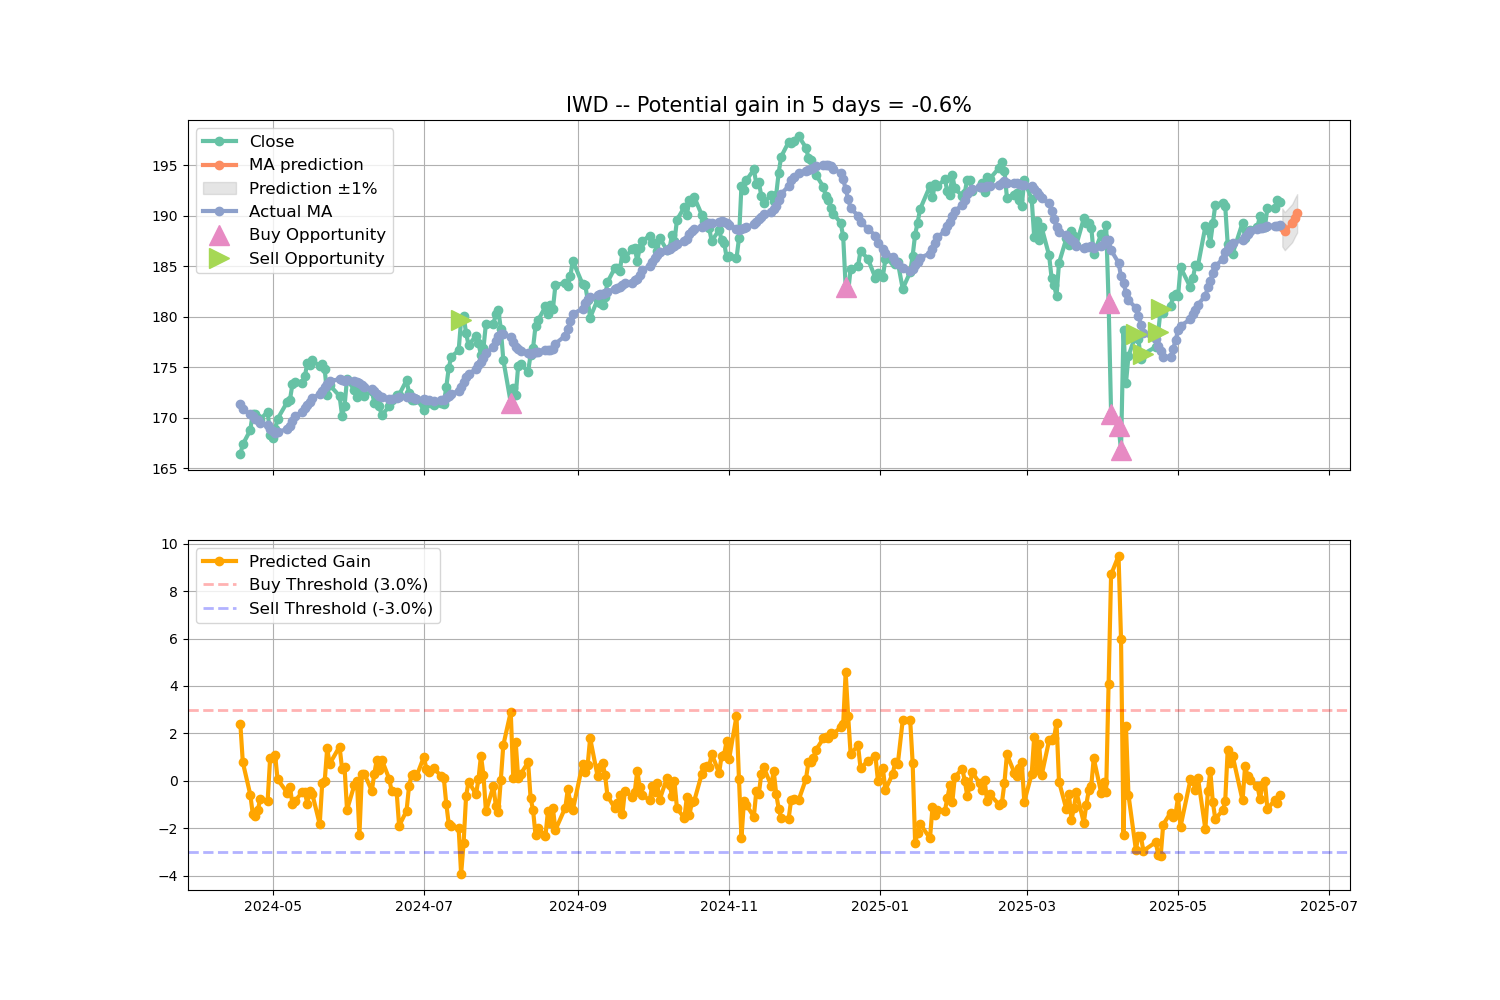 IWD -- Potential gain in 5 days = -0.6%
Close
MA prediction
Prediction ±1%
Actual MA
Buy Opportunity
Sell Opportunity
195
190
185
180
175
170
165
Predicted Gain
Buy Threshold (3.0%)
Sell Threshold (-3.0%)
10
8
6
4
2
0
−2
−4
2024-05
2024-07
2024-09
2024-11
2025-01
2025-03
2025-05
2025-07